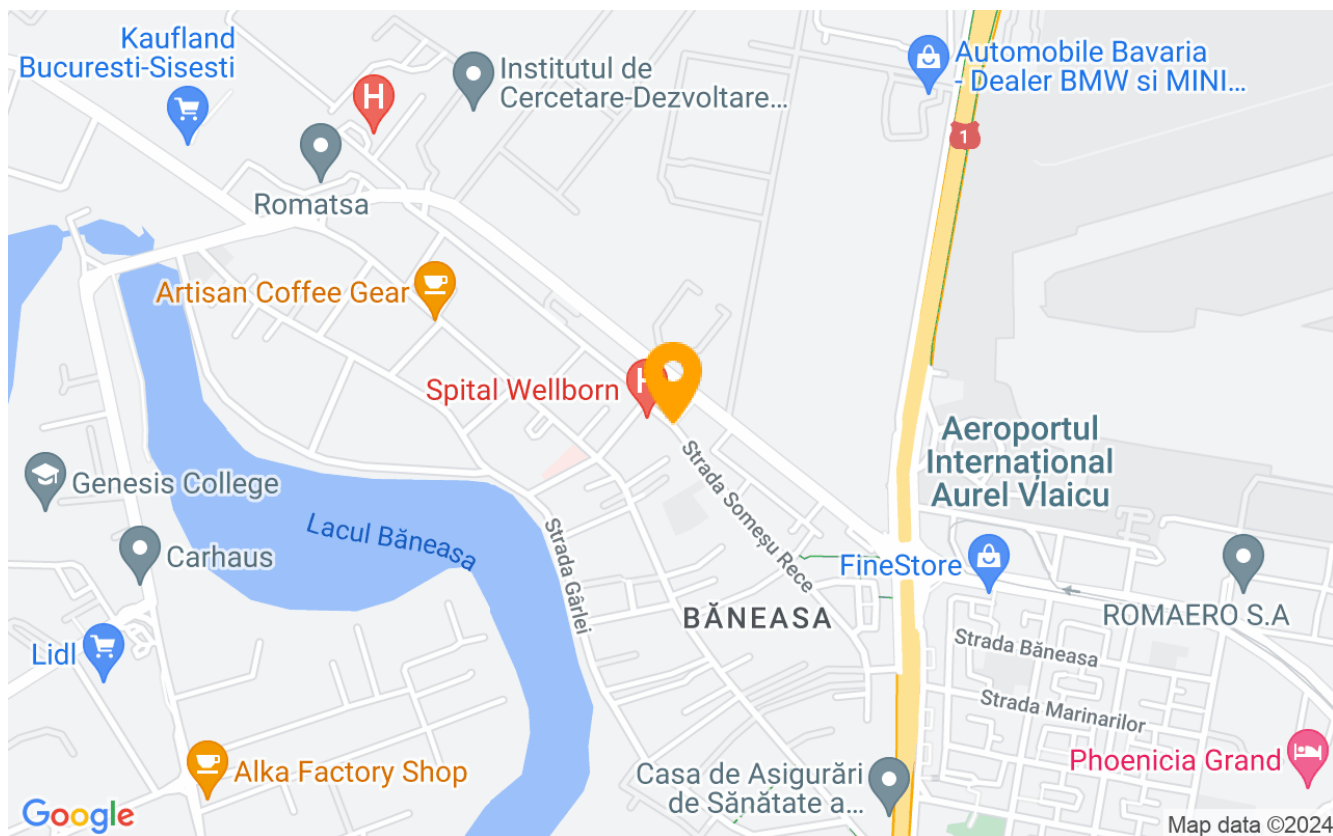 Kaufland
Bucuresti-Sisesti
Institutul de
Cercetare-Dezvoltare...
Automobile Bavaria
- Dealer BMW si MINI...
H
1
Romatsa
Artisan Coffee Gear
Spital Wellborn
H
Aeroportul
Internațional
Aurel Vlaicu
Genesis College
Strada Someșu Rece
Lacul Băneasa
Carhaus
Strada Gârlei
FineStore
ROMAERO S.A
BĂNEASA
Lidl
Strada Băneasa
Strada Marinarilor
Alka Factory Shop
Casa de Asigurări
de Sănătate a...
Phoenicia Grand
Google
Map data ©2024